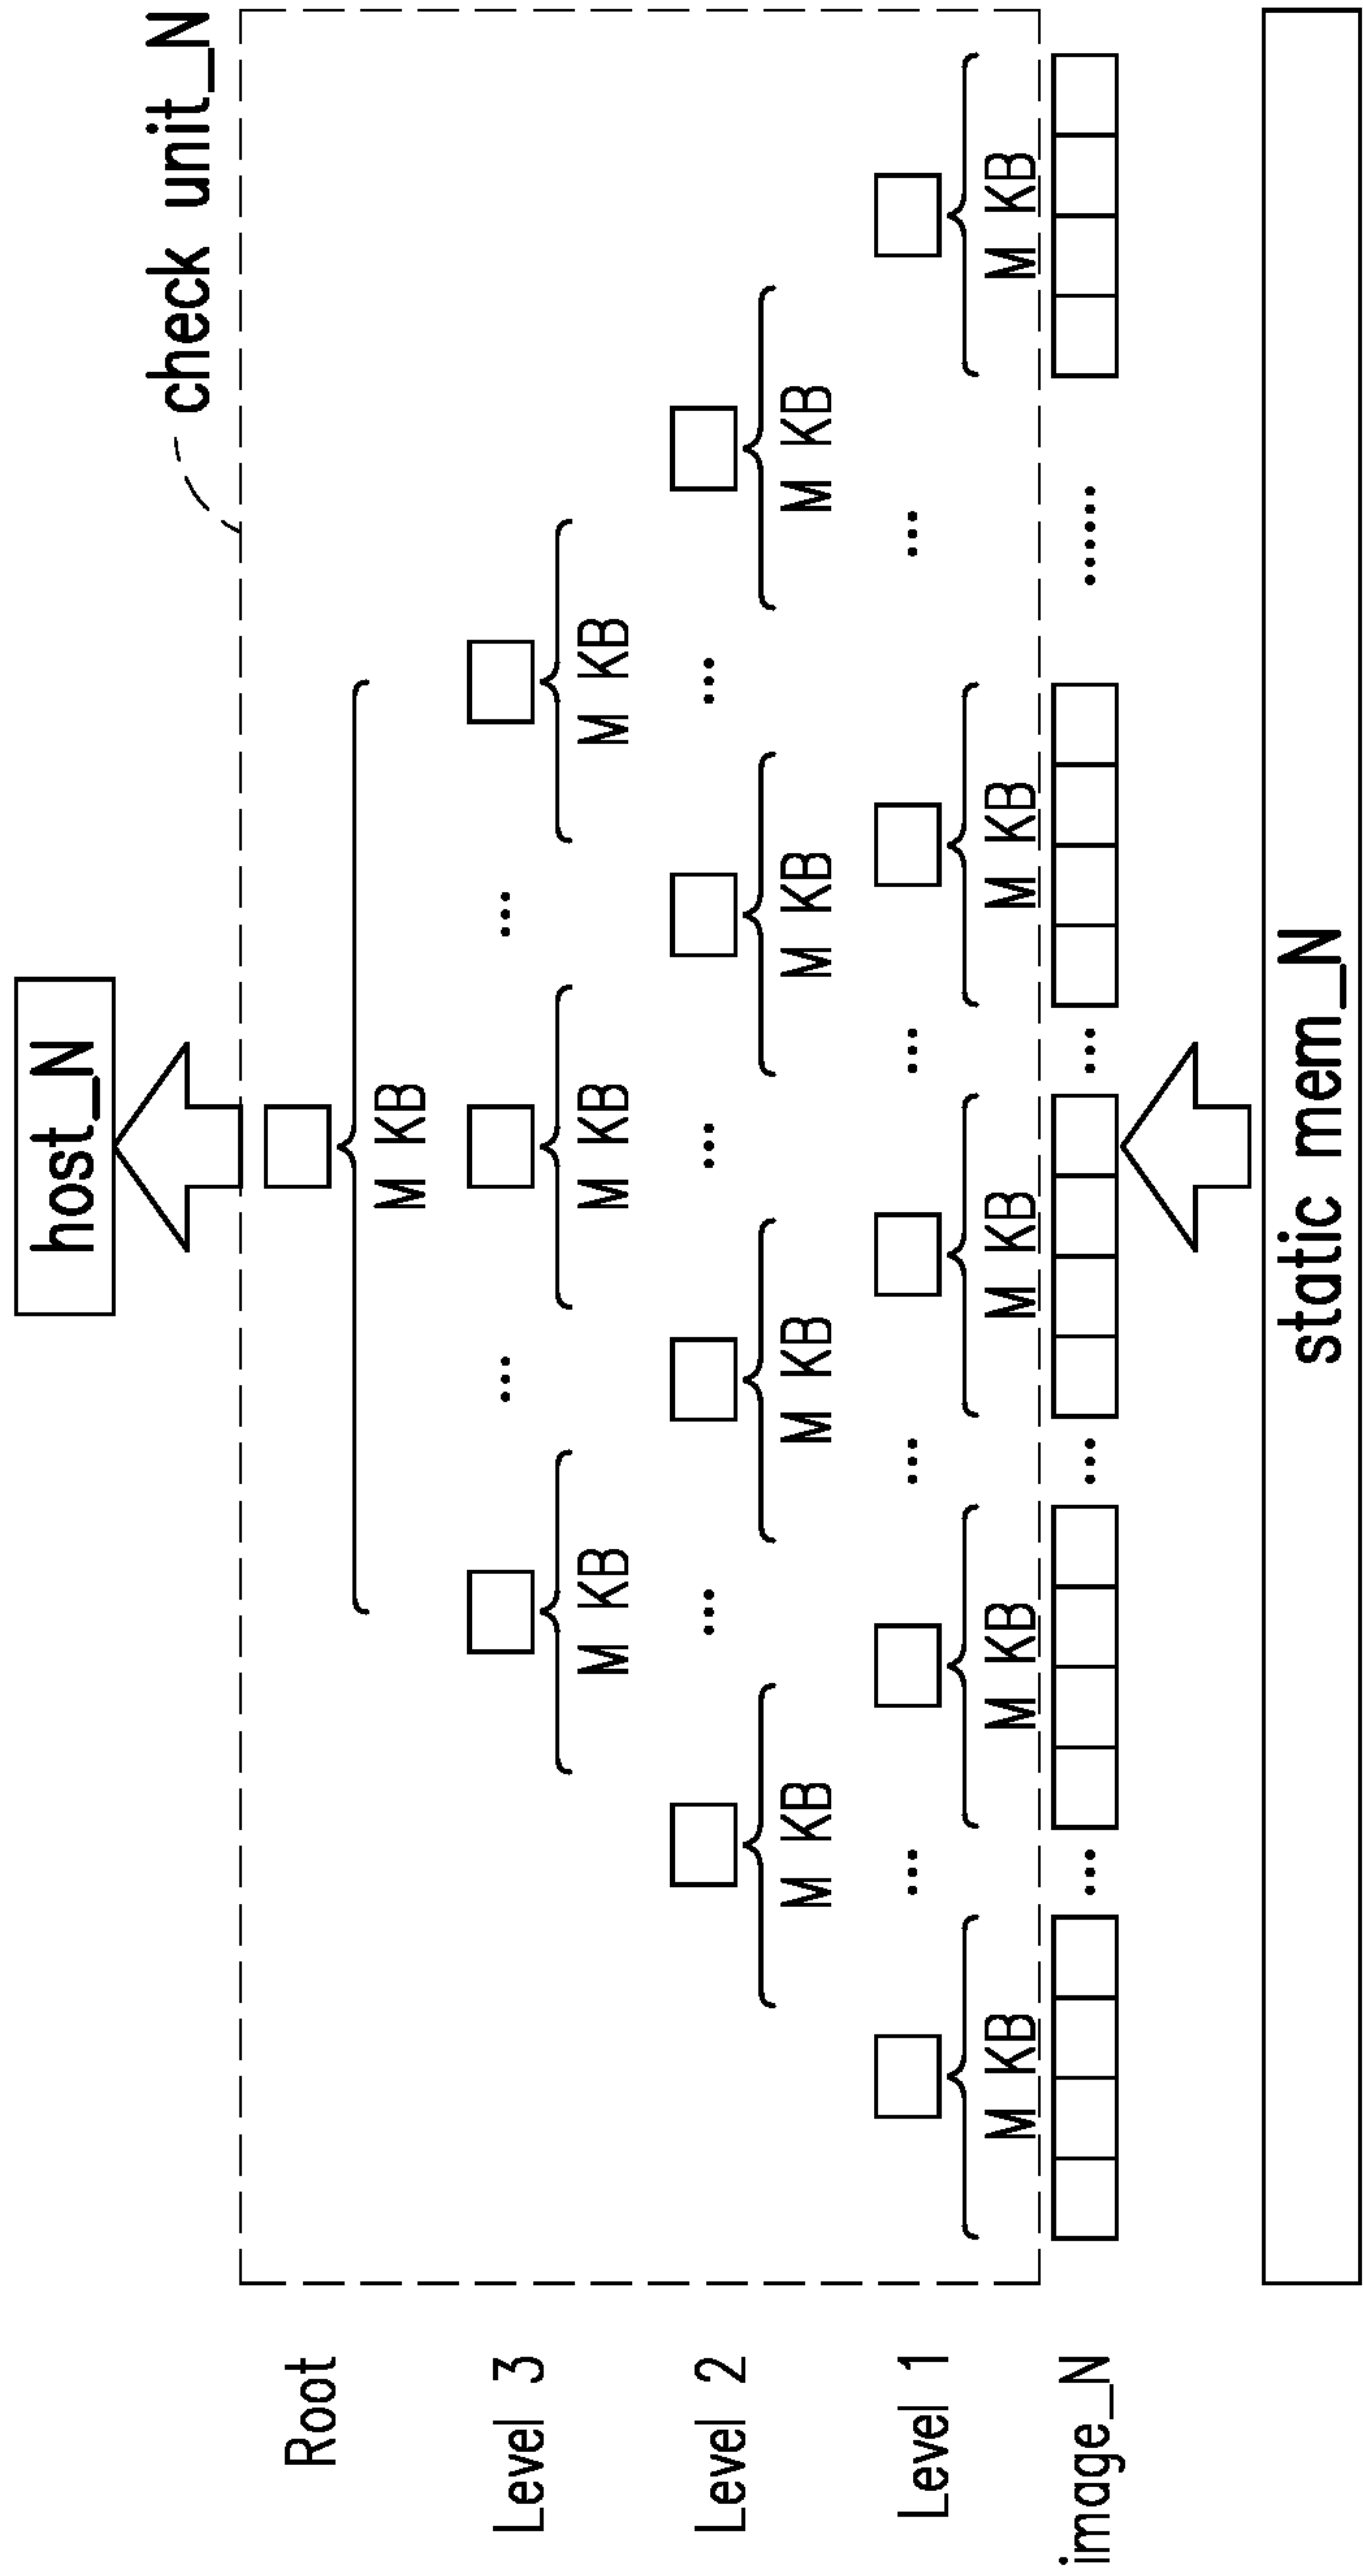 host_N
check unit_N
Root
M KB
Level 3
M KB
M KB
M KB
Level 2
M KB
M KB
M KB
M KB
Level 1
M KB
M KB
M KB
M KB
M KB
image_N
static mem_N